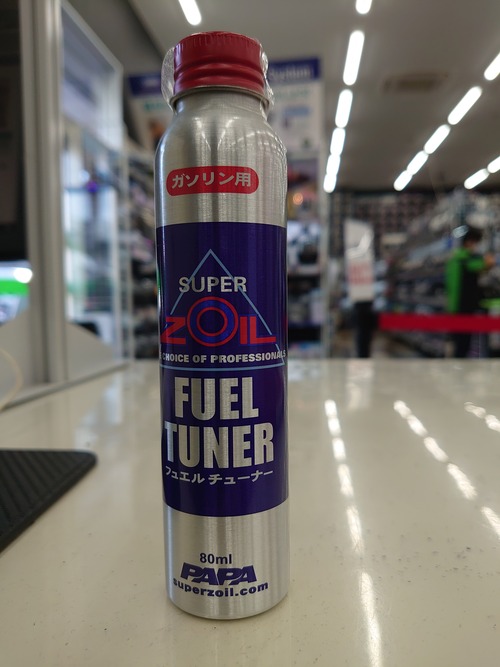 ガソリン用
SUPER
ZOIL
CHOICE OF PROFESSIONALS
FUEL
TUNER
フュエル チューナー
80ml
PAPA
superzoil.com